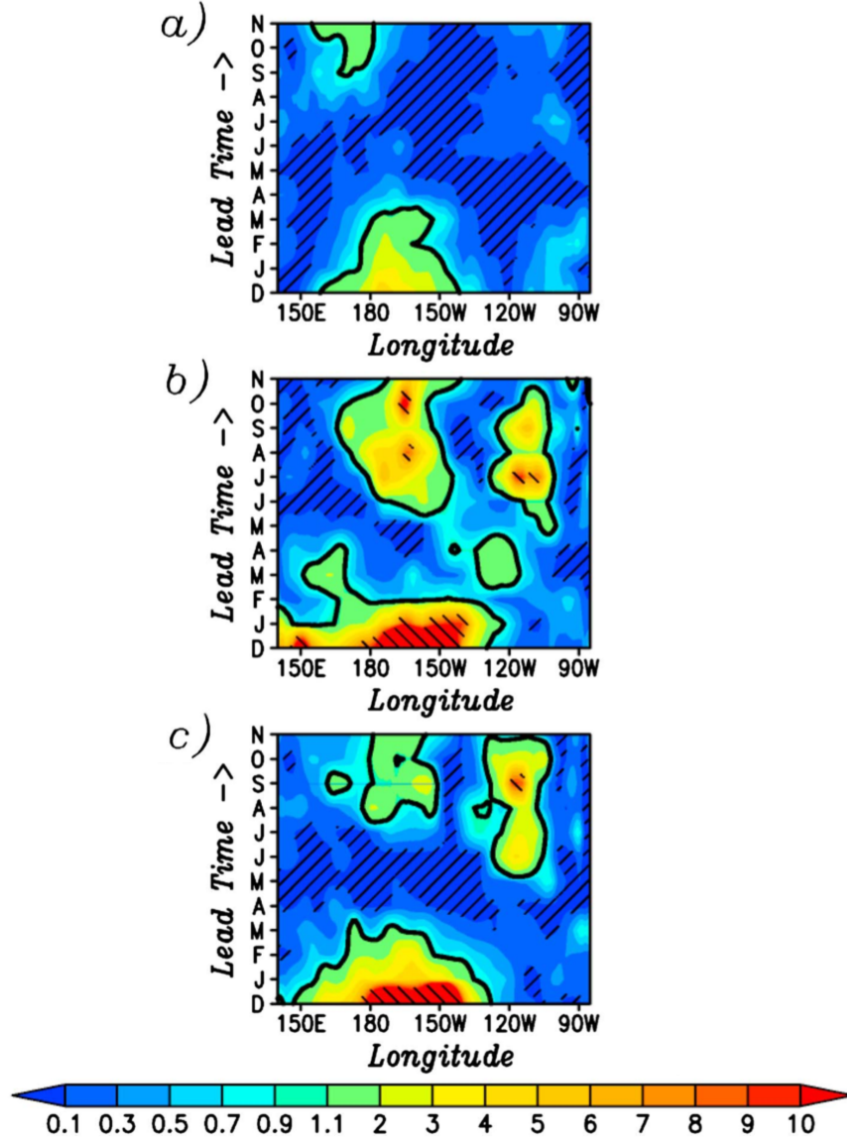 a)
N
O
S
A
J
J
M
A
M
F
J
D
Lead Time ->
150E 180 150W 120W 90W
Longitude
b)
N
O
S
A
J
J
M
A
M
F
J
D
Lead Time ->
150E 180 150W 120W 90W
Longitude
c)
N
O
S
A
J
J
M
A
M
F
J
D
Lead Time ->
150E 180 150W 120W 90W
Longitude
0.1 0.3 0.5 0.7 0.9 1.1 2 3 4 5 6 7 8 9 10